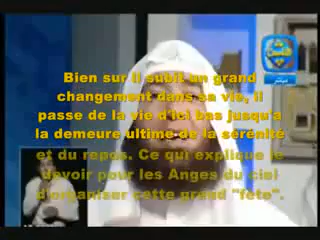 Bien sur il subit un grand
changement dans sa vie, il
passe de la vie d'ici bas jusqu'a
la demeure ultime de la sérénité
et du repos. Ce qui explique le
devoir pour les Anges du ciel
d'organiser cette grand "fete".